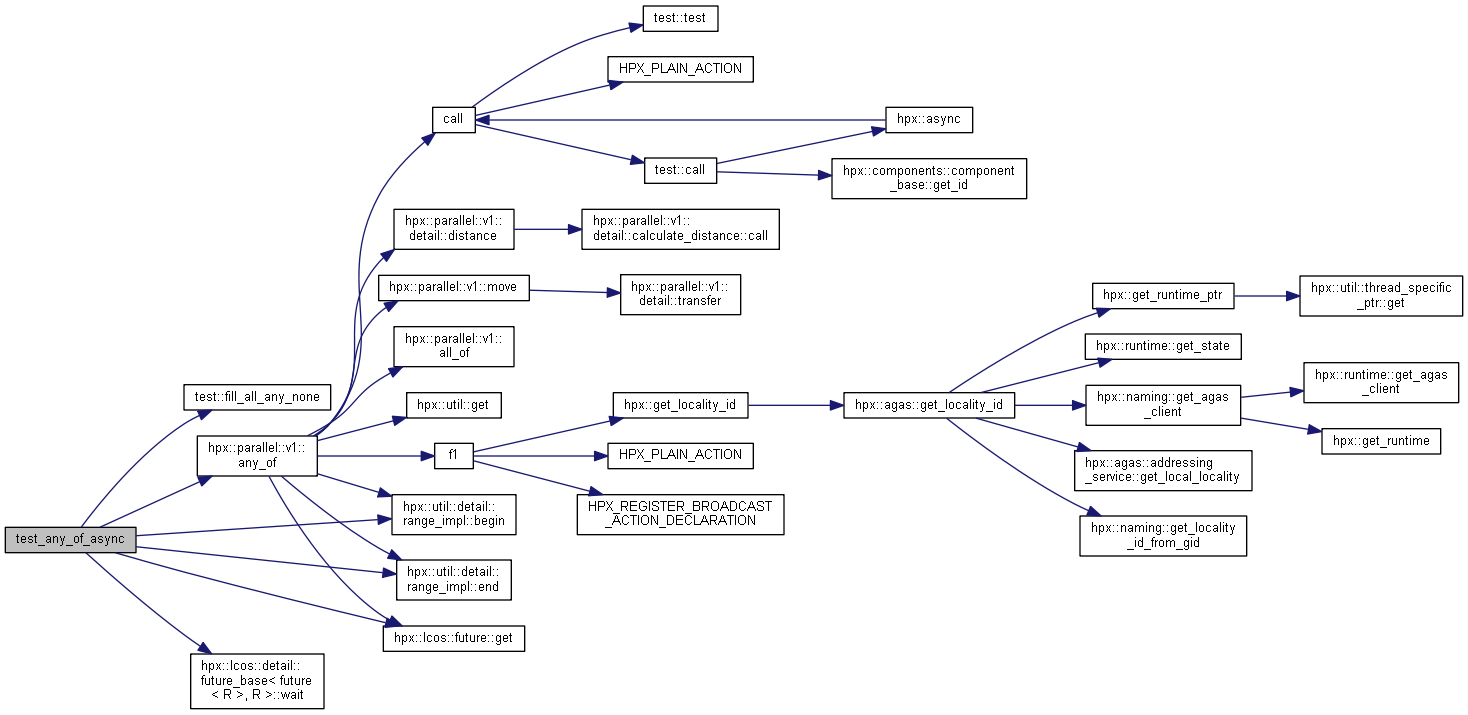 test::test
HPX_PLAIN_ACTION
call
hpx::async
test::call
hpx::components::component
_base::get_id
hpx::parallel::v1::
detail::distance
hpx::parallel::v1::
detail::calculate_distance::call
hpx::parallel::v1::move
hpx::parallel::v1::
detail::transfer
hpx::get_runtime_ptr
hpx::util::thread_specific
_ptr::get
hpx::parallel::v1::
all_of
hpx::runtime::get_state
test::fill_all_any_none
hpx::util::get
hpx::get_locality_id
hpx::agas::get_locality_id
hpx::naming::get_agas
_client
hpx::runtime::get_agas
_client
hpx::get_runtime
hpx::parallel::v1::
any_of
f1
HPX_PLAIN_ACTION
hpx::agas::addressing
_service::get_local_locality
hpx::util::detail::
range_impl::begin
HPX_REGISTER_BROADCAST
_ACTION_DECLARATION
hpx::naming::get_locality
_id_from_gid
test_any_of_async
hpx::util::detail::
range_impl::end
hpx::lcos::future::get
hpx::lcos::detail::
future_base< future
< R >, R >::wait